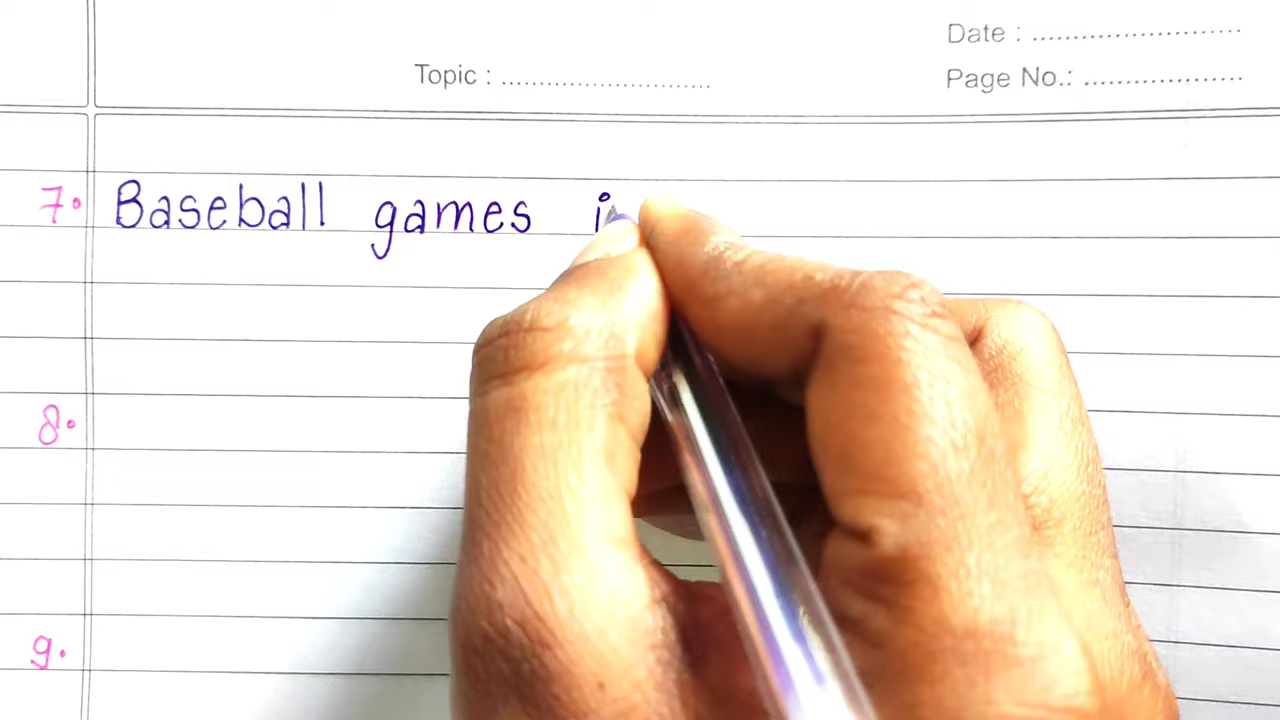 Date : ........................
Topic : ............................
Page No.: ...................
7. Baseball games i
8.
9.